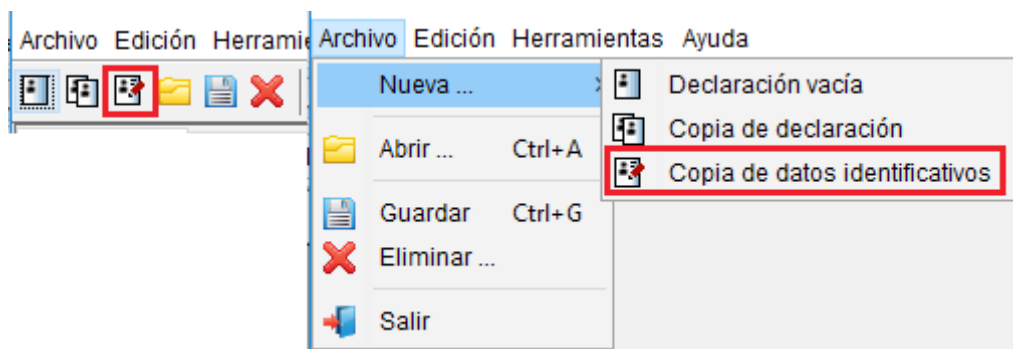 Archivo Edición Herramie
Archivo Edición Herramientas Ayuda
Nueva ...
Declaración vacía
Copia de declaración
Copia de datos identificativos
Abrir ... Ctrl+A
Guardar Ctrl+G
Eliminar ...
Salir